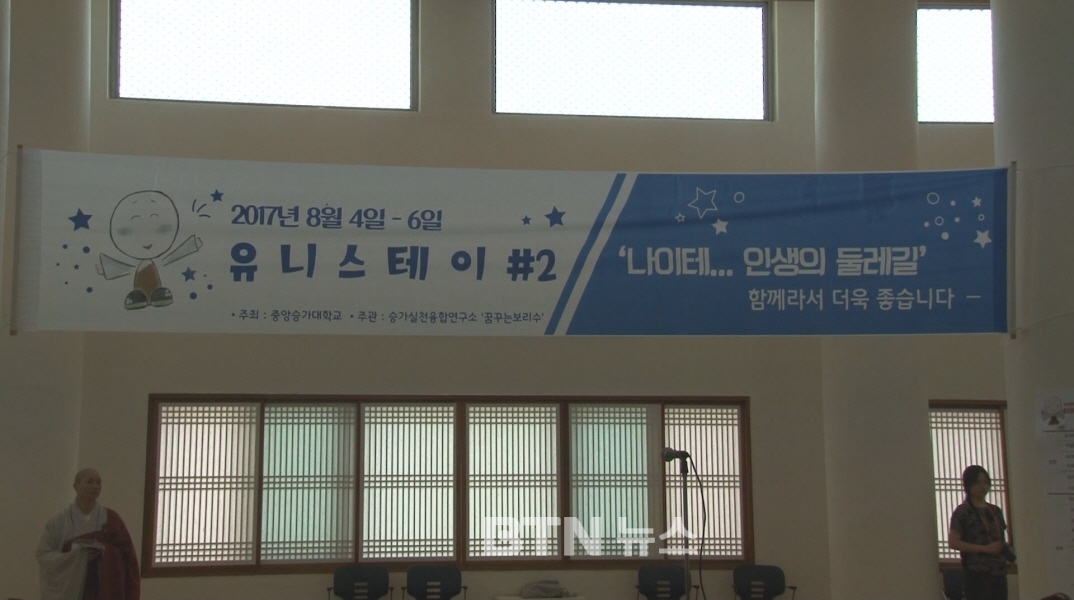 2017년 8월 4일 - 6일
유니스테이 #2
• 주최 : 중앙승가대학교 • 주관 : 승가실천융합연구소 '꿈꾸는보리수'
'나이테... 인생의 둘레길'
함께라서 더욱 좋습니다 –
BTN 뉴스